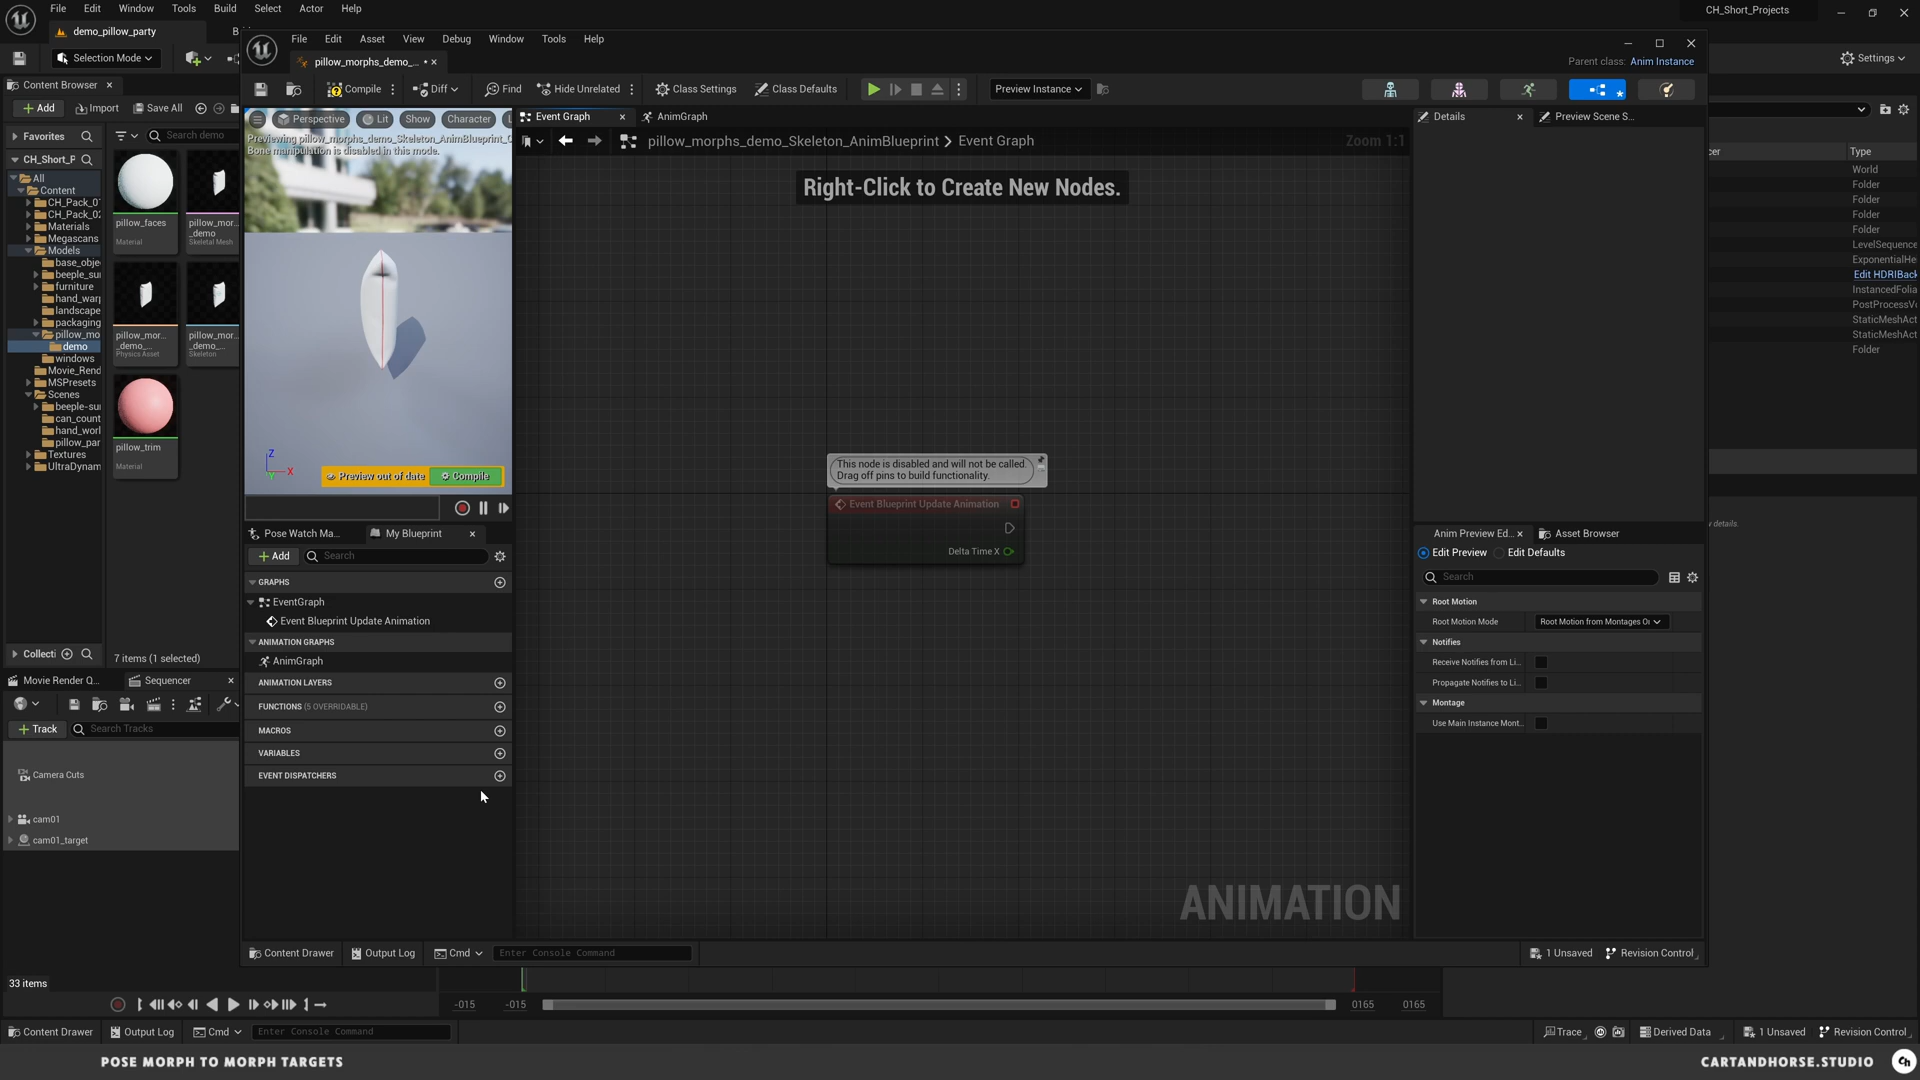 File Edit Window Tools Build Select Actor Help
CH_Short_Projects
demo_pillow_party
Selection Mode
Settings
Content Browser
Add Import Save All
Favorites
Search demo
CH_Short_P
All
Content
CH_Pack_01
CH_Pack_02
Materials
Megascans
Models
base_obje
beeple_sur
furniture
hand_warp
landscape
packaging
pillow_mo
demo
windows
Movie_Rend
MSPresets
Scenes
beeple-sur
can_count
hand_worl
pillow_par
Textures
UltraDynam
pillow_faces
Material
pillow_mor...
_demo
Skeletal Mesh
pillow_mor...
_demo_...
Physics Asset
pillow_mor...
_demo_...
Skeleton
pillow_trim
Material
Collecti
7 items (1 selected)
Movie Render Q...
Sequencer
Track
Search Tracks
Camera Cuts
cam01
cam01_target
33 items
File Edit Asset View Debug Window Tools Help
pillow_morphs_demo_... •
Parent class: Anim Instance
Compile Diff Find Hide Unrelated Class Settings Class Defaults Preview Instance
Perspective Lit Show Character L
Previewing pillow_morphs_demo_Skeleton_AnimBlueprint_C
Bone manipulation is disabled in this mode.
Z
X
Preview out of date
Compile
Pose Watch Ma...
My Blueprint
Add
Search
GRAPHS
EventGraph
Event Blueprint Update Animation
ANIMATION GRAPHS
AnimGraph
ANIMATION LAYERS
FUNCTIONS (5 OVERRIDABLE)
MACROS
VARIABLES
EVENT DISPATCHERS
Event Graph
AnimGraph
pillow_morphs_demo_Skeleton_AnimBlueprint > Event Graph
Zoom 1:1
Right-Click to Create New Nodes.
This node is disabled and will not be called.
Drag off pins to build functionality.
Event Blueprint Update Animation
Delta Time X
ANIMATION
Details
Preview Scene S...
Anim Preview Ed...
Asset Browser
Edit Preview
Edit Defaults
Search
Root Motion
Root Motion Mode
Root Motion from Montages O
Notifies
Receive Notifies from Li...
Propagate Notifies to Li...
Montage
Use Main Instance Mont...
Content Drawer Output Log Cmd Enter Console Command
1 Unsaved Revision Control
Type
World
Folder
Folder
Folder
Folder
LevelSequence
ExponentialHe
Edit HDRIBack
InstancedFolia
PostProcessVo
StaticMeshAct
StaticMeshAct
Folder
details.
-015 -015 0165 0165
Content Drawer Output Log Cmd Enter Console Command
Trace Derived Data 1 Unsaved Revision Control
POSE MORPH TO MORPH TARGETS
CARTANDHORSE.STUDIO